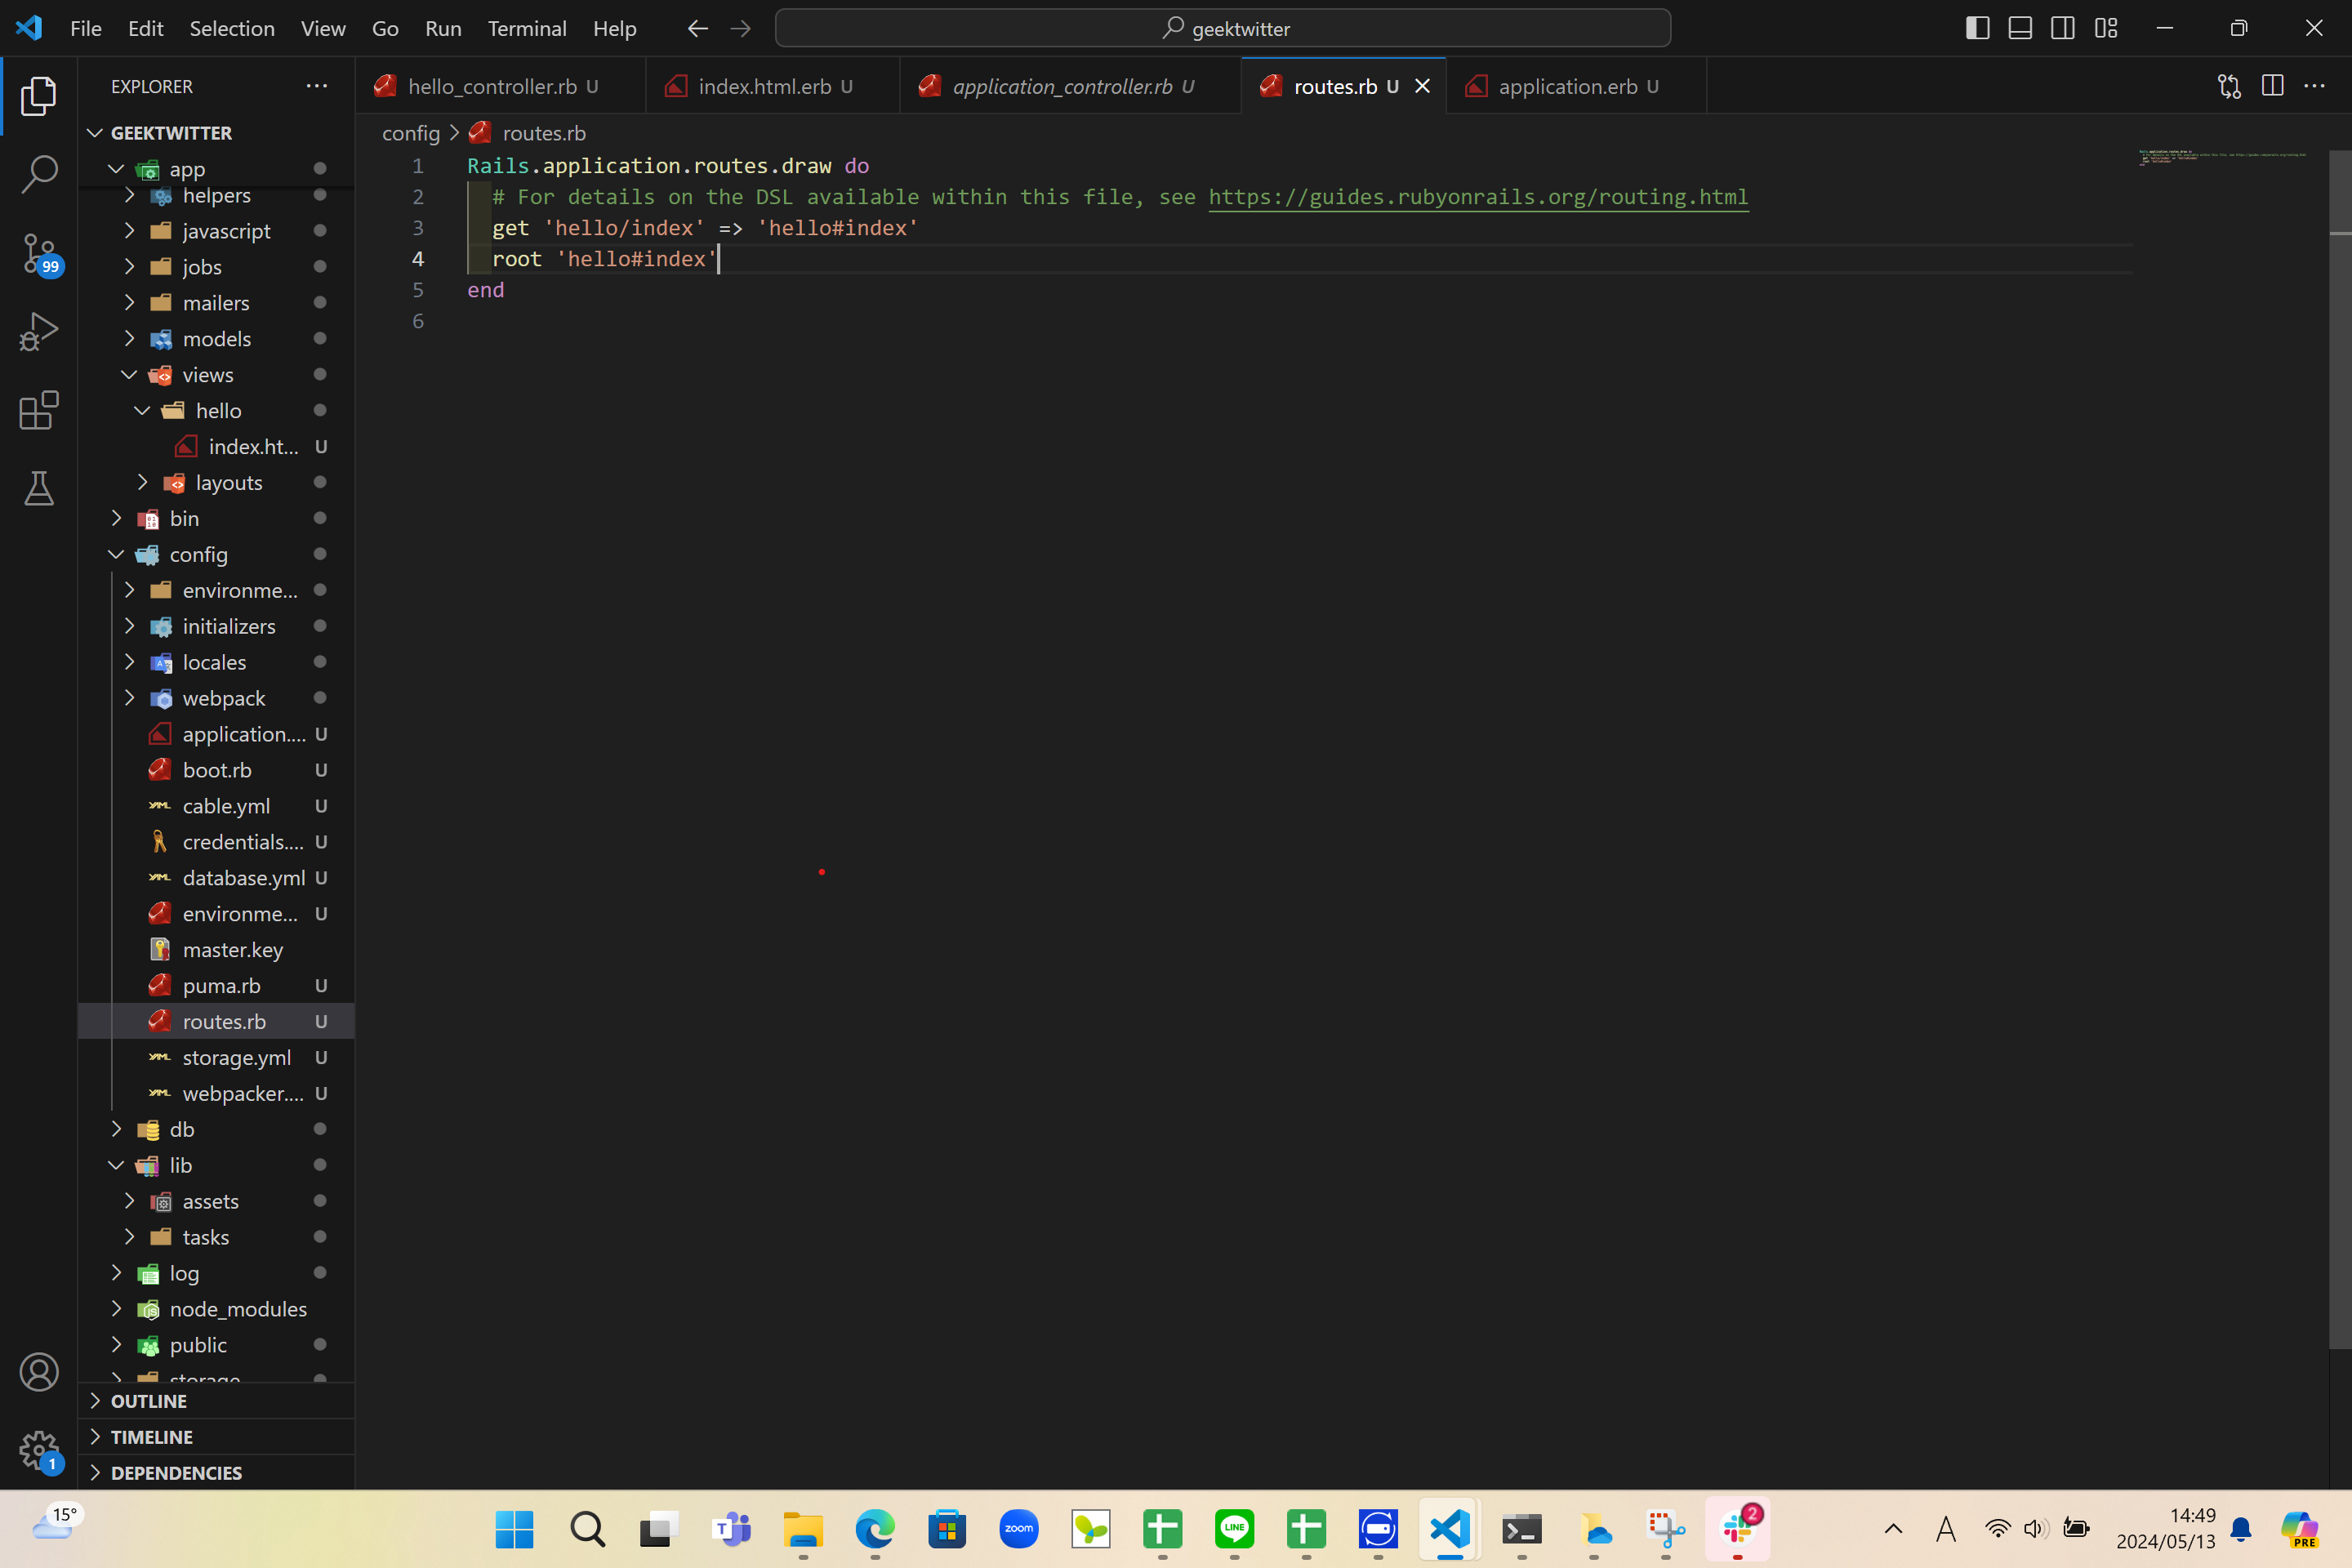 File Edit Selection View Go Run Terminal Help
geektwitter
EXPLORER
hello_controller.rb U
index.html.erb U
application_controller.rb U
routes.rb U
application.erb U
GEEKTWITTER
config > routes.rb
app
helpers
javascript
jobs
mailers
models
views
hello
index.ht... U
layouts
bin
config
environme...
initializers
locales
webpack
application.... U
boot.rb U
cable.yml U
credentials.... U
database.yml U
environme... U
master.key
puma.rb U
routes.rb U
storage.yml U
webpacker.... U
db
lib
assets
tasks
log
node_modules
public
storage
OUTLINE
TIMELINE
DEPENDENCIES
99
1
1 Rails.application.routes.draw do
2 # For details on the DSL available within this file, see https://guides.rubyonrails.org/routing.html
3 get 'hello/index' => 'hello#index'
4 root 'hello#index'
5 end
6
15°
zoom
LINE
2
A
14:49
2024/05/13
PRE